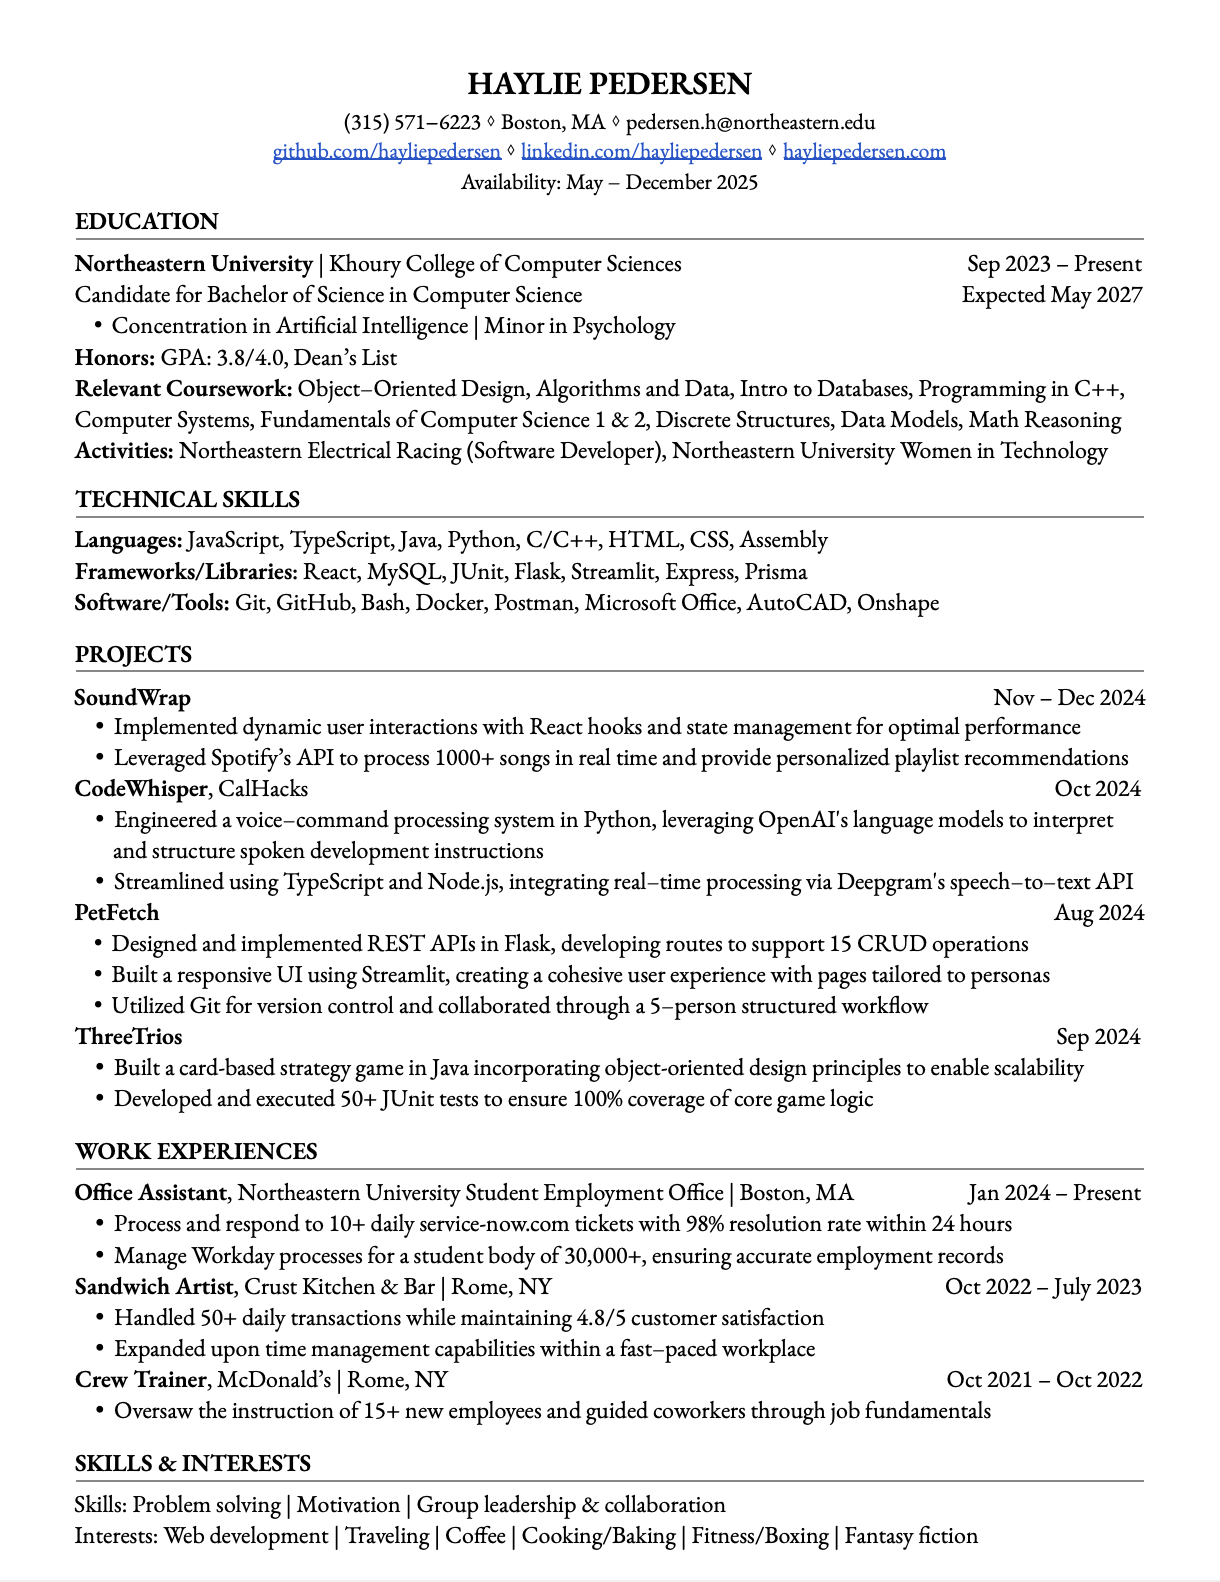 HAYLIE PEDERSEN
(315) 571–6223 ◊ Boston, MA ◊ pedersen.h@northeastern.edu
github.com/hayliepedersen ◊ linkedin.com/hayliepedersen ◊ hayliepedersen.com
Availability: May – December 2025
EDUCATION
Northeastern University | Khoury College of Computer Sciences Sep 2023 – Present
Candidate for Bachelor of Science in Computer Science Expected May 2027
• Concentration in Artificial Intelligence | Minor in Psychology
Honors: GPA: 3.8/4.0, Dean’s List
Relevant Coursework: Object–Oriented Design, Algorithms and Data, Intro to Databases, Programming in C++,
Computer Systems, Fundamentals of Computer Science 1 & 2, Discrete Structures, Data Models, Math Reasoning
Activities: Northeastern Electrical Racing (Software Developer), Northeastern University Women in Technology
TECHNICAL SKILLS
Languages: JavaScript, TypeScript, Java, Python, C/C++, HTML, CSS, Assembly
Frameworks/Libraries: React, MySQL, JUnit, Flask, Streamlit, Express, Prisma
Software/Tools: Git, GitHub, Bash, Docker, Postman, Microsoft Office, AutoCAD, Onshape
PROJECTS
SoundWrap Nov – Dec 2024
• Implemented dynamic user interactions with React hooks and state management for optimal performance
• Leveraged Spotify’s API to process 1000+ songs in real time and provide personalized playlist recommendations
CodeWhisper, CalHacks Oct 2024
• Engineered a voice–command processing system in Python, leveraging OpenAI's language models to interpret
and structure spoken development instructions
• Streamlined using TypeScript and Node.js, integrating real–time processing via Deepgram's speech–to–text API
PetFetch Aug 2024
• Designed and implemented REST APIs in Flask, developing routes to support 15 CRUD operations
• Built a responsive UI using Streamlit, creating a cohesive user experience with pages tailored to personas
• Utilized Git for version control and collaborated through a 5–person structured workflow
ThreeTrios Sep 2024
• Built a card-based strategy game in Java incorporating object-oriented design principles to enable scalability
• Developed and executed 50+ JUnit tests to ensure 100% coverage of core game logic
WORK EXPERIENCES
Office Assistant, Northeastern University Student Employment Office | Boston, MA Jan 2024 – Present
• Process and respond to 10+ daily service-now.com tickets with 98% resolution rate within 24 hours
• Manage Workday processes for a student body of 30,000+, ensuring accurate employment records
Sandwich Artist, Crust Kitchen & Bar | Rome, NY Oct 2022 – July 2023
• Handled 50+ daily transactions while maintaining 4.8/5 customer satisfaction
• Expanded upon time management capabilities within a fast–paced workplace
Crew Trainer, McDonald’s | Rome, NY Oct 2021 – Oct 2022
• Oversaw the instruction of 15+ new employees and guided coworkers through job fundamentals
SKILLS & INTERESTS
Skills: Problem solving | Motivation | Group leadership & collaboration
Interests: Web development | Traveling | Coffee | Cooking/Baking | Fitness/Boxing | Fantasy fiction